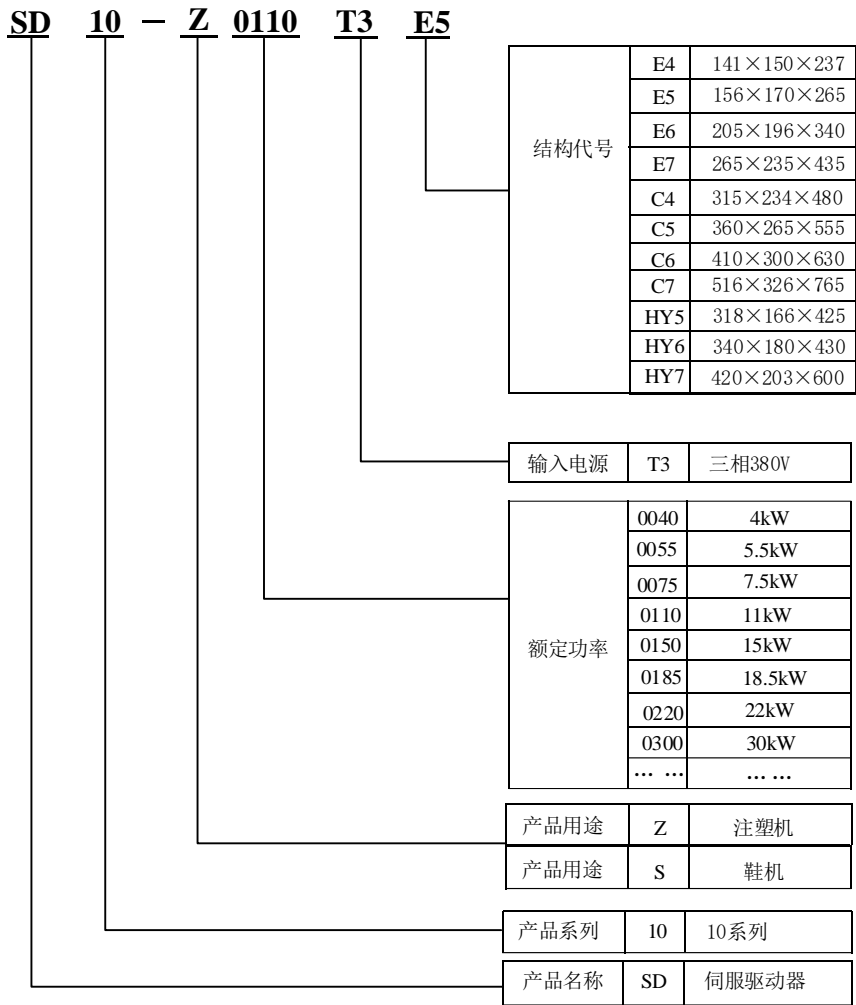 SD 10 － Z 0110 T3 E5
结构代号
E4 141×150×237
E5 156×170×265
E6 205×196×340
E7 265×235×435
C4 315×234×480
C5 360×265×555
C6 410×300×630
C7 516×326×765
HY5 318×166×425
HY6 340×180×430
HY7 420×203×600
输入电源 T3 三相380V
额定功率
0040 4kW
0055 5.5kW
0075 7.5kW
0110 11kW
0150 15kW
0185 18.5kW
0220 22kW
0300 30kW
… … … …
产品用途 Z 注塑机
产品用途 S 鞋机
产品系列 10 10系列
产品名称 SD 伺服驱动器